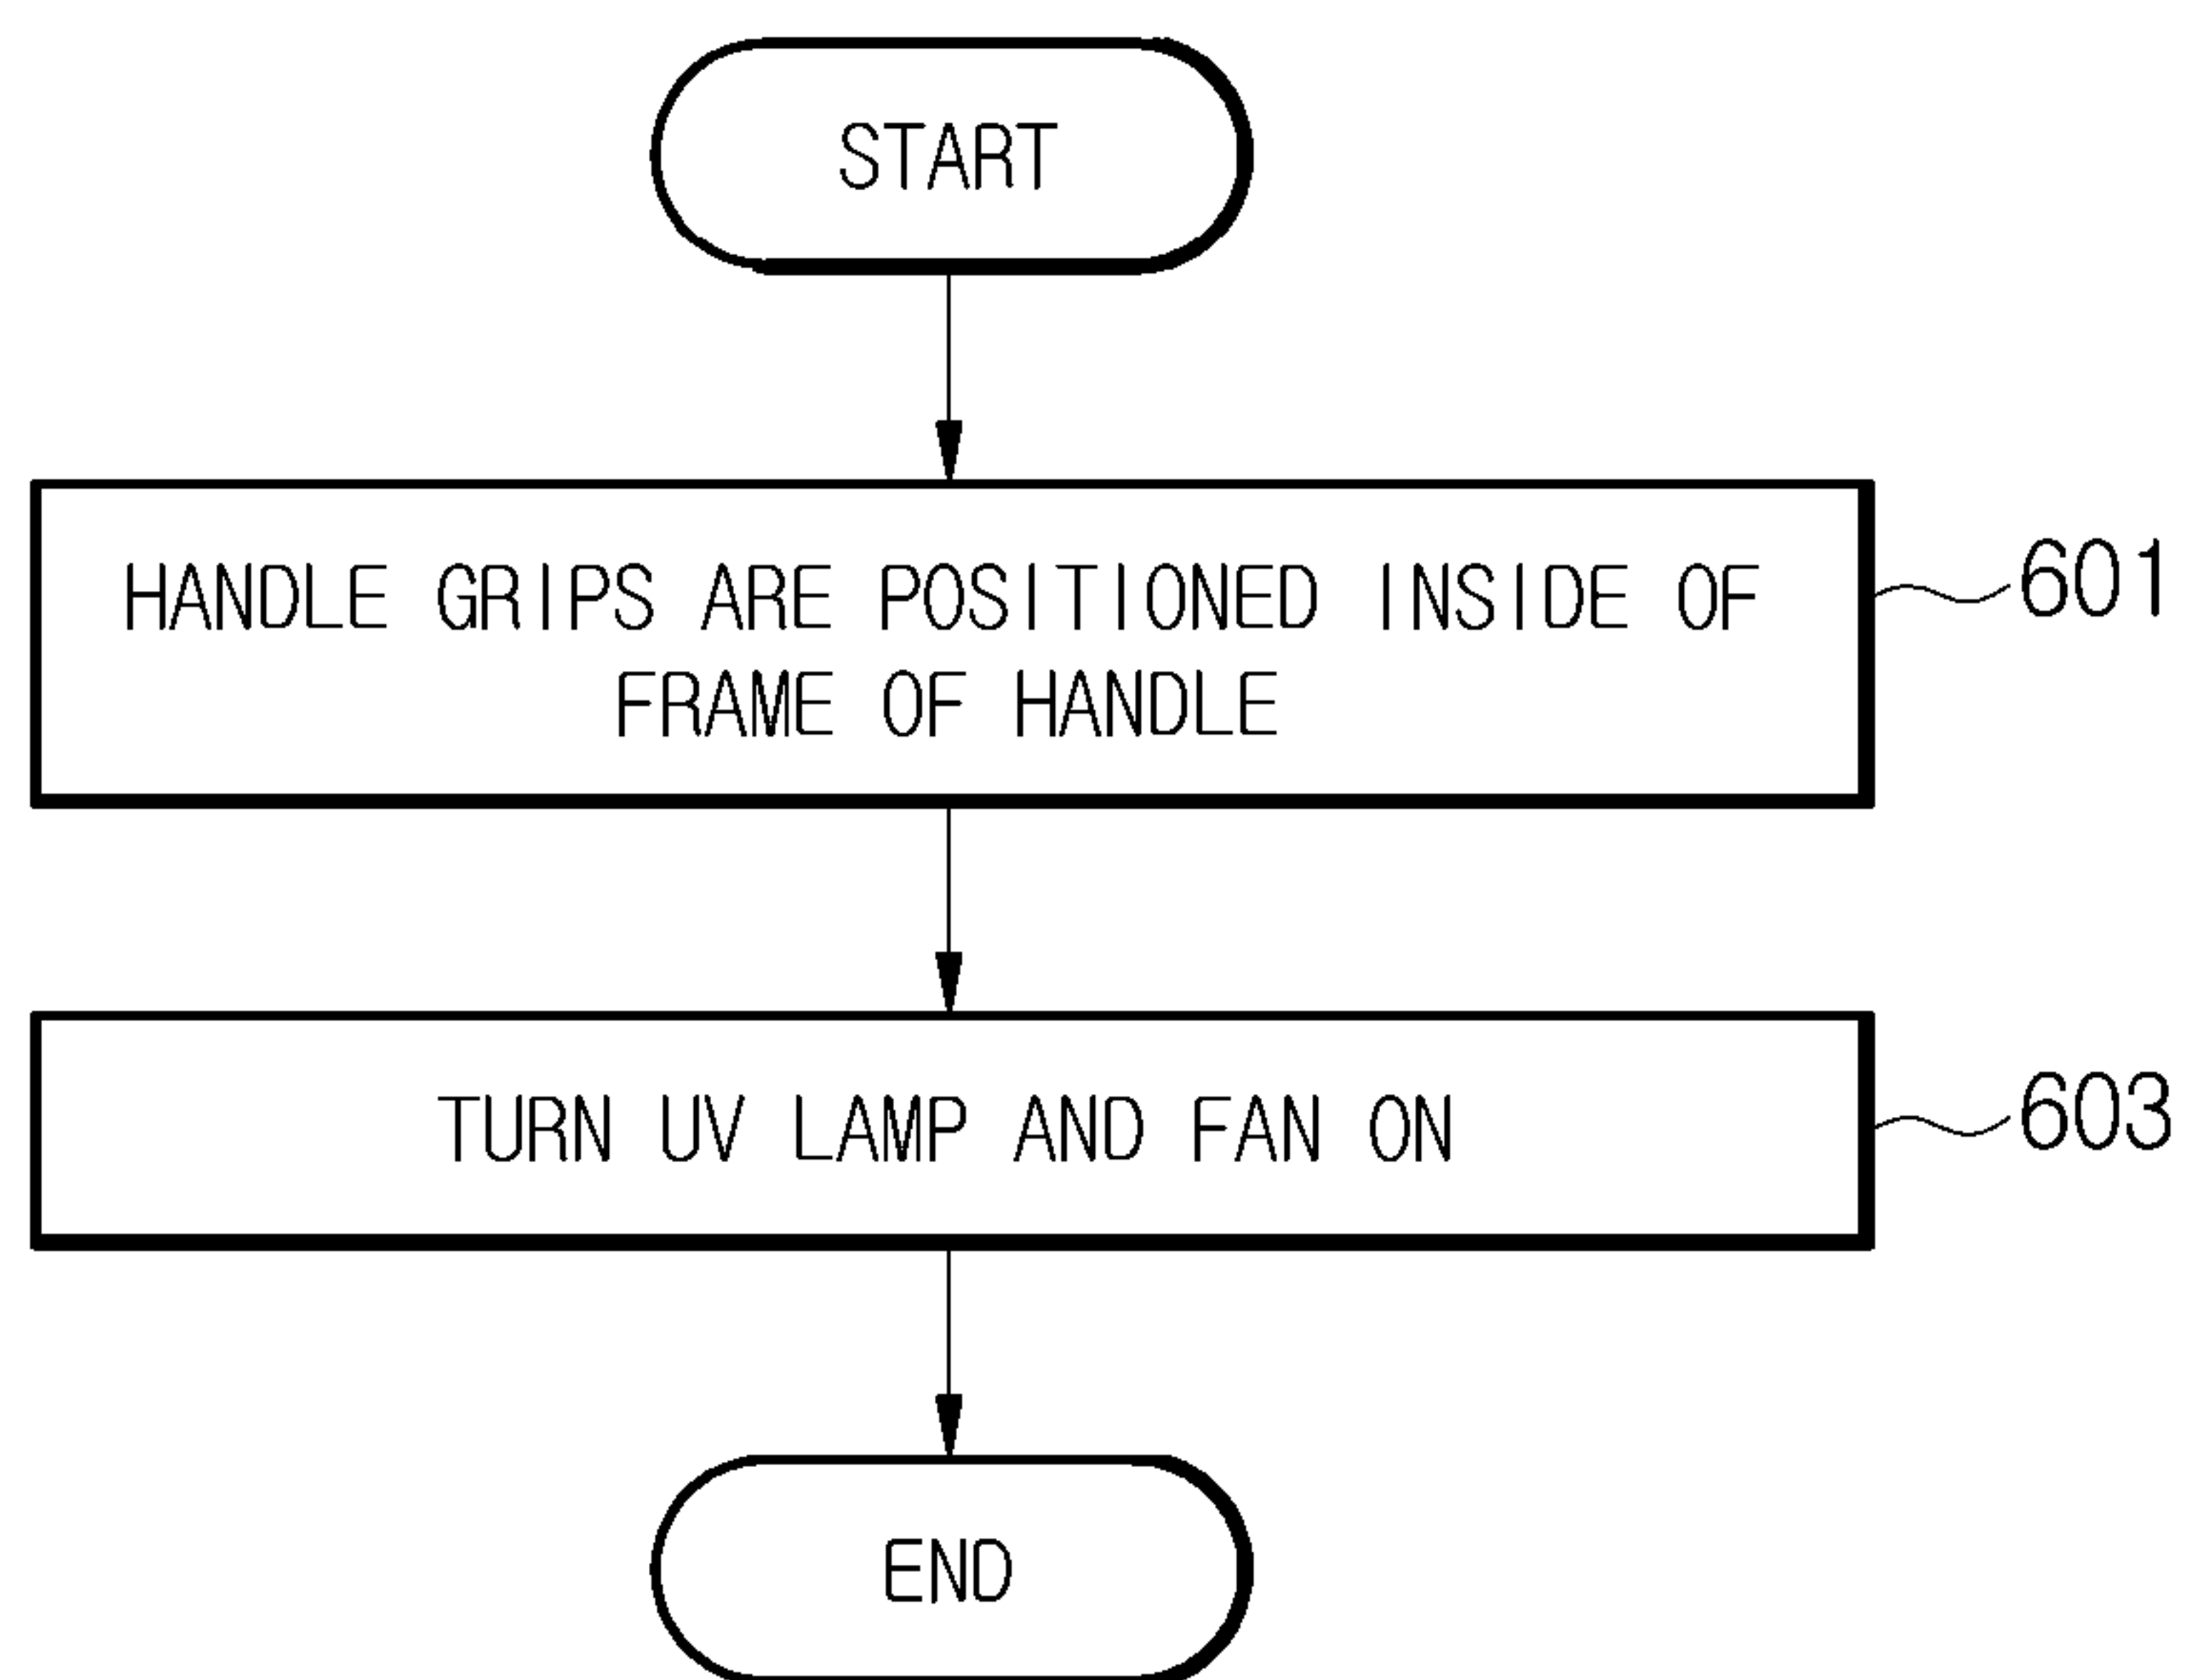 START
HANDLE GRIPS ARE POSITIONED INSIDE OF
FRAME OF HANDLE
601
TURN UV LAMP AND FAN ON
603
END